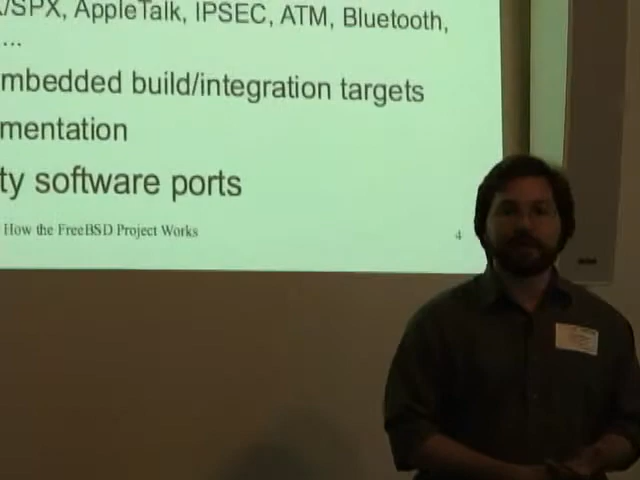 /SPX, AppleTalk, IPSEC, ATM, Bluetooth,
...
mbedded build/integration targets
mentation
ty software ports
How the FreeBSD Project Works
4